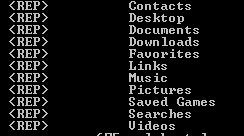 <REP> Contacts
<REP> Desktop
<REP> Documents
<REP> Downloads
<REP> Favorites
<REP> Links
<REP> Music
<REP> Pictures
<REP> Saved Games
<REP> Searches
<REP> Videos